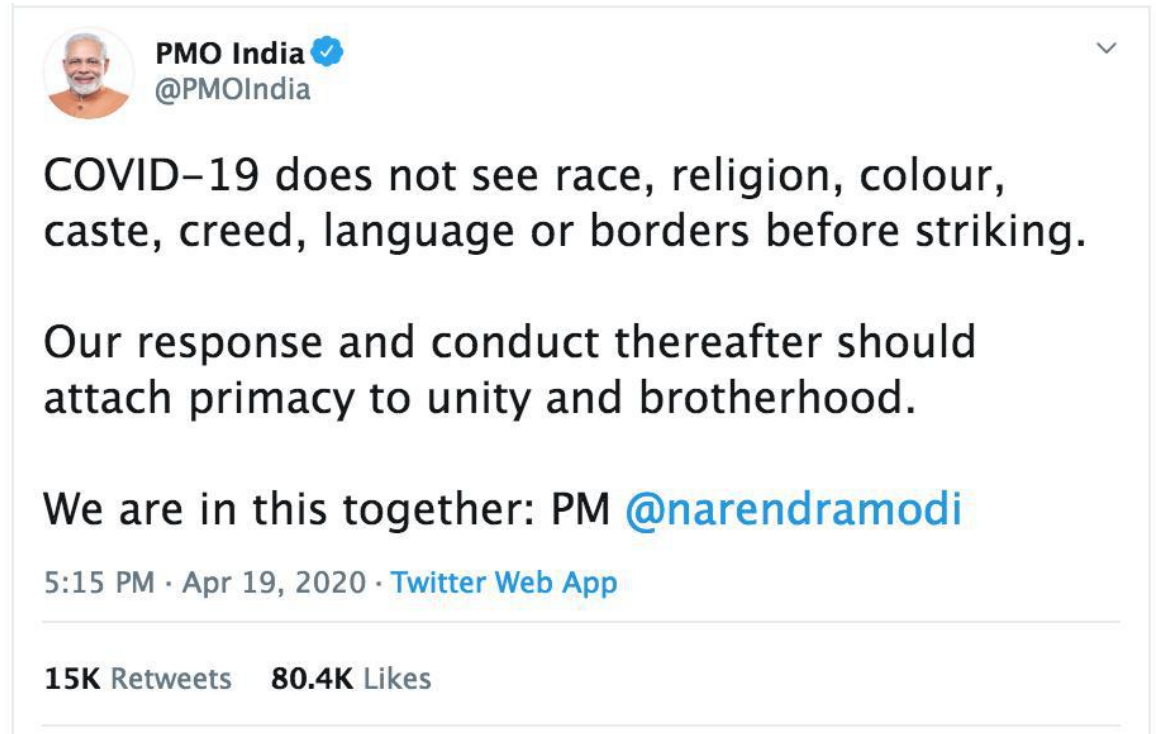 PMO India
@PMOIndia
COVID-19 does not see race, religion, colour,
caste, creed, language or borders before striking.
Our response and conduct thereafter should
attach primacy to unity and brotherhood.
We are in this together: PM @narendramodi
5:15 PM · Apr 19, 2020 · Twitter Web App
15K Retweets 80.4K Likes